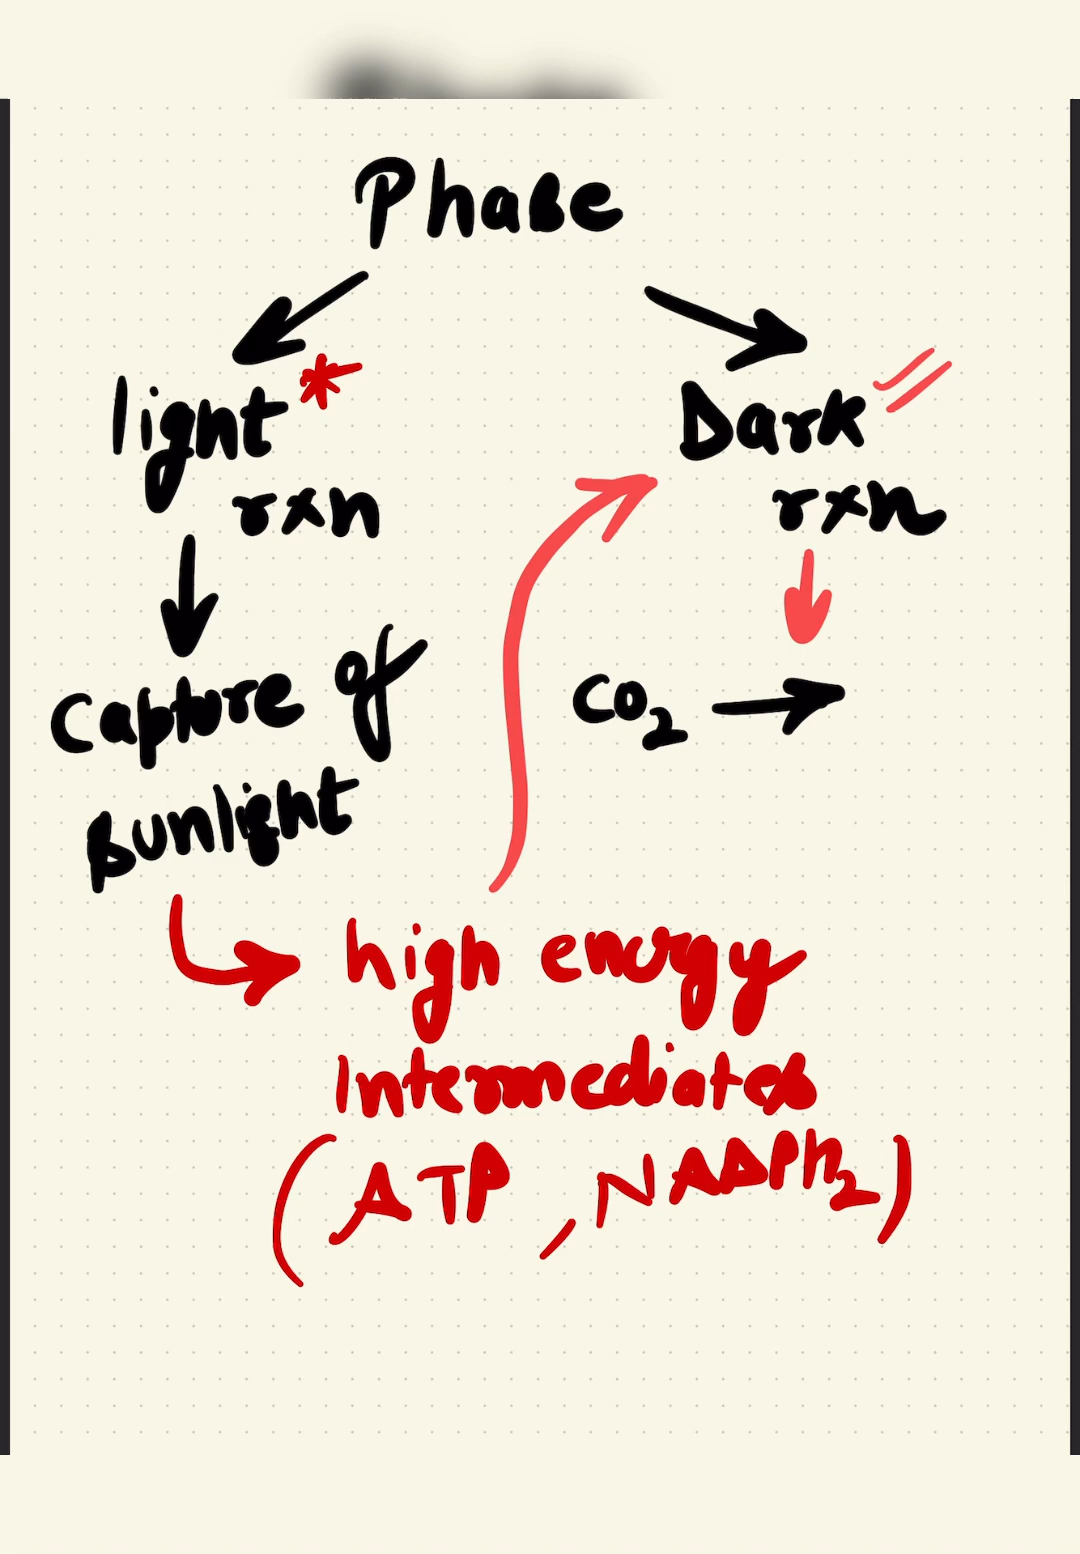 Phase
light * Dark
rxn rxn
Capture of
CO₂ →
sunlight
high energy
Intermediates
(ATP, NADPH₂)